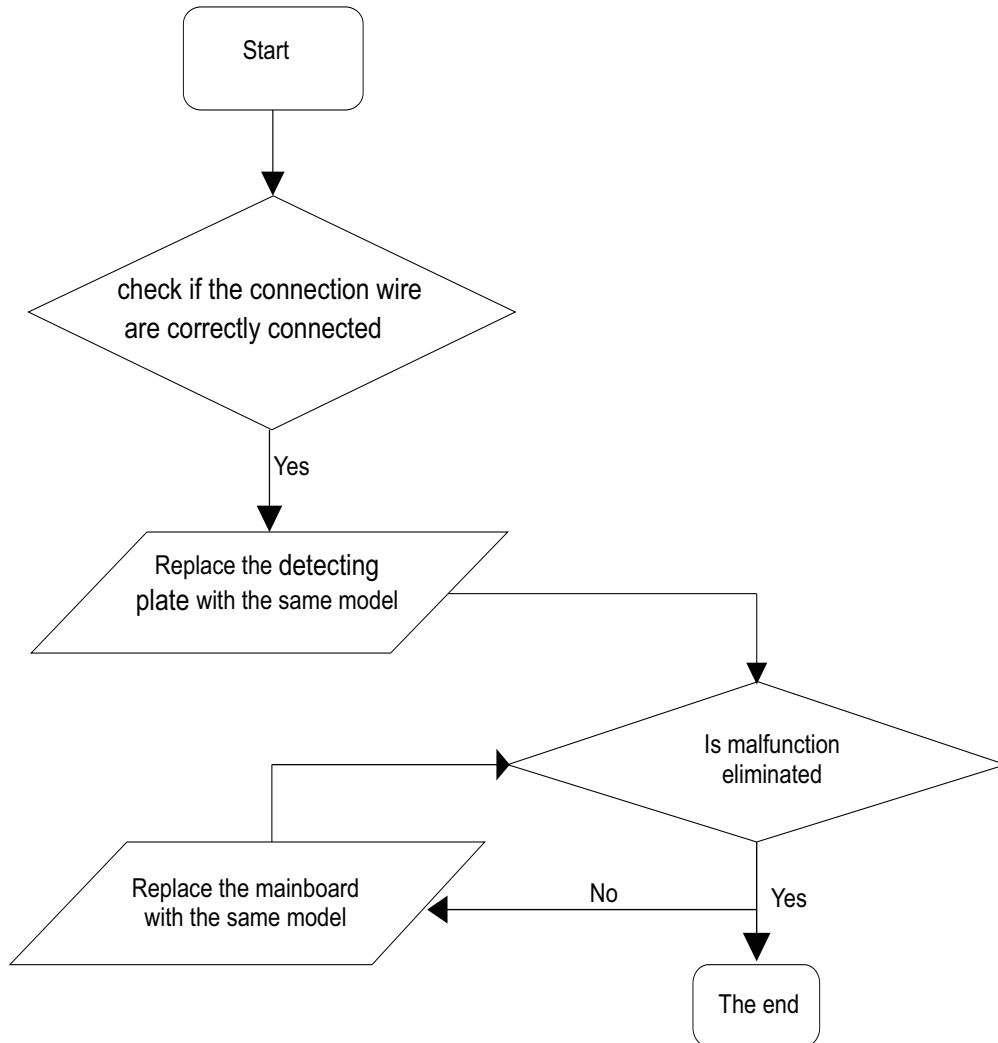 Start
check if the connection wire
are correctly connected
Yes
Replace the detecting
plate with the same model
Is malfunction
eliminated
Replace the mainboard
with the same model
No
Yes
The end